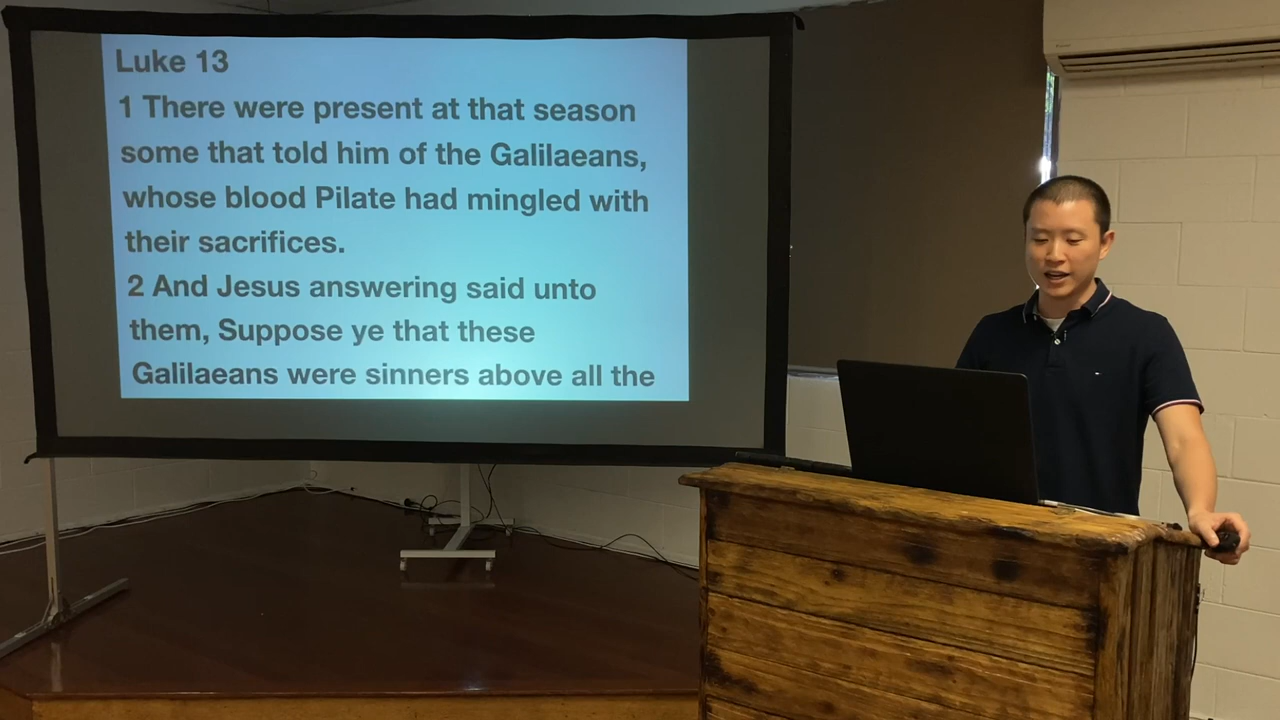 Luke 13
1 There were present at that season
some that told him of the Galilaeans,
whose blood Pilate had mingled with
their sacrifices.
2 And Jesus answering said unto
them, Suppose ye that these
Galilaeans were sinners above all the